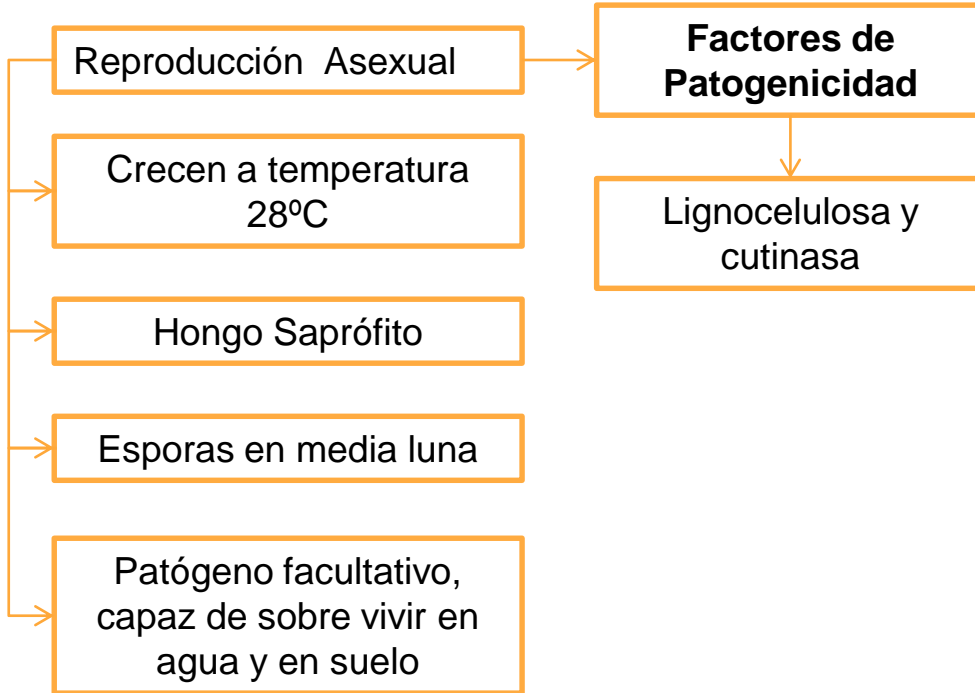 Reproducción Asexual
Factores de
Patogenicidad
Crecen a temperatura
28ºC
Lignocelulosa y
cutinasa
Hongo Saprófito
Esporas en media luna
Patógeno facultativo,
capaz de sobre vivir en
agua y en suelo